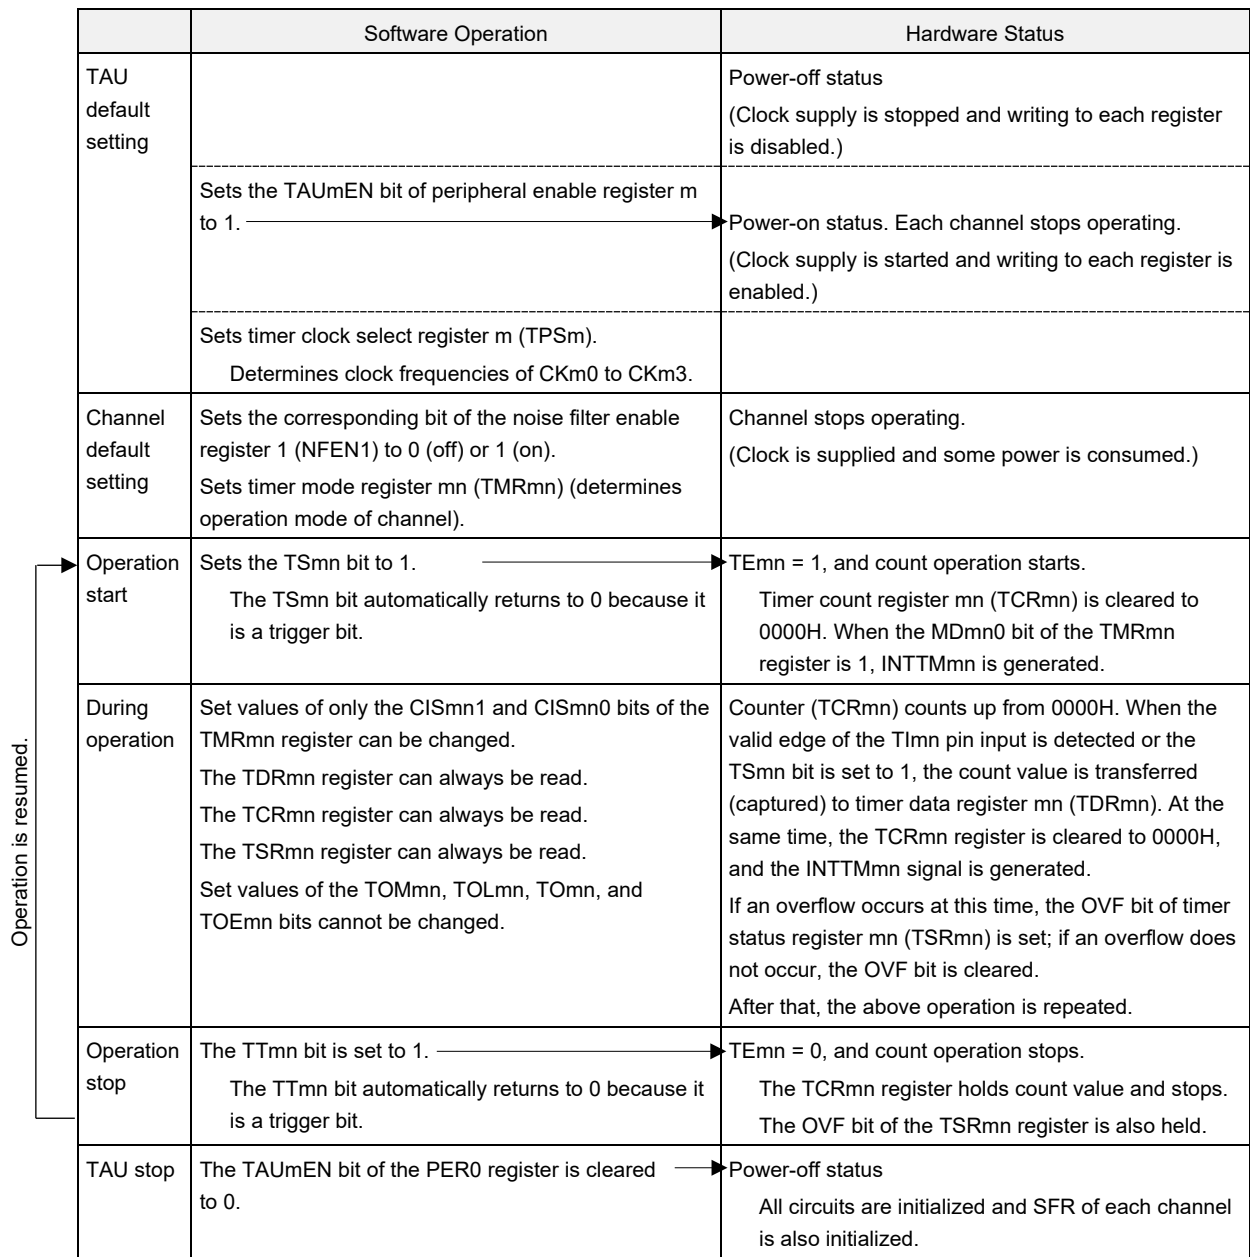 Software Operation
Hardware Status
TAU
default
setting
Power-off status
(Clock supply is stopped and writing to each register
is disabled.)
Sets the TAUmEN bit of peripheral enable register m
to 1.
Power-on status. Each channel stops operating.
(Clock supply is started and writing to each register is
enabled.)
Sets timer clock select register m (TPSm).
Determines clock frequencies of CKm0 to CKm3.
Channel
default
setting
Sets the corresponding bit of the noise filter enable
register 1 (NFEN1) to 0 (off) or 1 (on).
Sets timer mode register mn (TMRmn) (determines
operation mode of channel).
Channel stops operating.
(Clock is supplied and some power is consumed.)
Operation is resumed.
Operation
start
Sets the TSmn bit to 1.
The TSmn bit automatically returns to 0 because it
is a trigger bit.
TEmn = 1, and count operation starts.
Timer count register mn (TCRmn) is cleared to
0000H. When the MDmn0 bit of the TMRmn
register is 1, INTTMmn is generated.
During
operation
Set values of only the CISmn1 and CISmn0 bits of the
TMRmn register can be changed.
The TDRmn register can always be read.
The TCRmn register can always be read.
The TSRmn register can always be read.
Set values of the TOMmn, TOLmn, TOmn, and
TOEmn bits cannot be changed.
Counter (TCRmn) counts up from 0000H. When the
valid edge of the TImn pin input is detected or the
TSmn bit is set to 1, the count value is transferred
(captured) to timer data register mn (TDRmn). At the
same time, the TCRmn register is cleared to 0000H,
and the INTTMmn signal is generated.
If an overflow occurs at this time, the OVF bit of timer
status register mn (TSRmn) is set; if an overflow does
not occur, the OVF bit is cleared.
After that, the above operation is repeated.
Operation
stop
The TTmn bit is set to 1.
The TTmn bit automatically returns to 0 because it
is a trigger bit.
TEmn = 0, and count operation stops.
The TCRmn register holds count value and stops.
The OVF bit of the TSRmn register is also held.
TAU stop
The TAUmEN bit of the PER0 register is cleared
to 0.
Power-off status
All circuits are initialized and SFR of each channel
is also initialized.